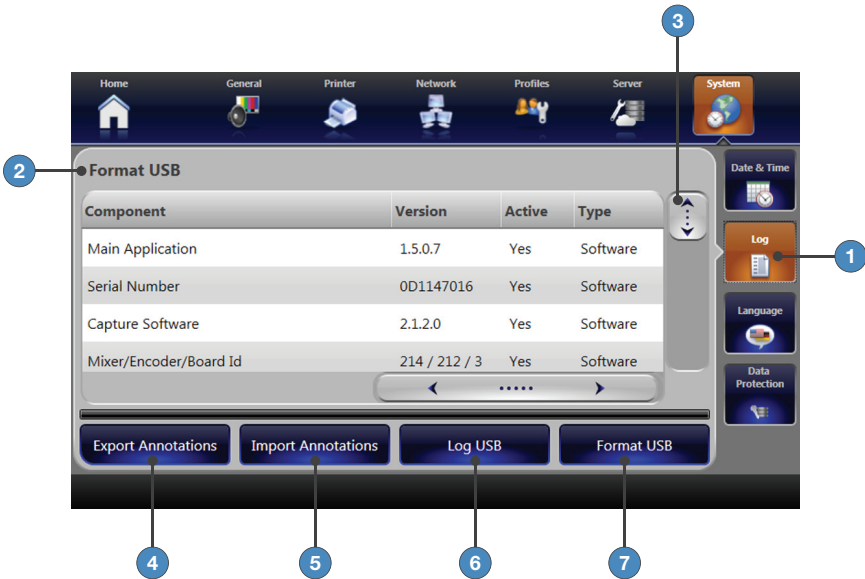 3
Home General Printer Network Profiles Server System
2
Format USB
Date & Time
Component Version Active Type
Log
1
Main Application 1.5.0.7 Yes Software
Serial Number 0D1147016 Yes Software
Language
Capture Software 2.1.2.0 Yes Software
Mixer/Encoder/Board Id 214 / 212 / 3 Yes Software
Data
Protection
Export Annotations Import Annotations Log USB Format USB
4 5 6 7